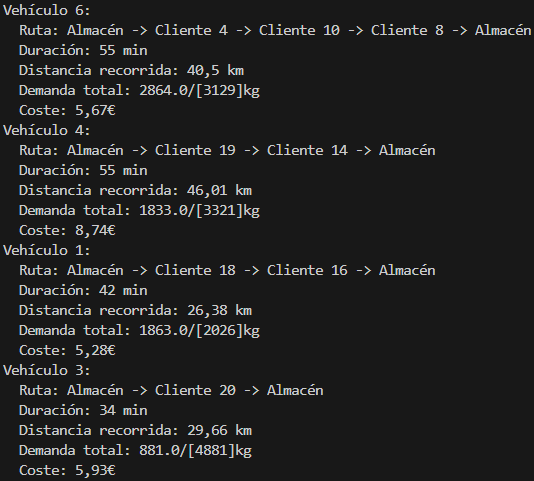 Vehículo 6:
Ruta: Almacén -> Cliente 4 -> Cliente 10 -> Cliente 8 -> Almacén
Duración: 55 min
Distancia recorrida: 40,5 km
Demanda total: 2864.0/[3129]kg
Coste: 5,67€
Vehículo 4:
Ruta: Almacén -> Cliente 19 -> Cliente 14 -> Almacén
Duración: 55 min
Distancia recorrida: 46,01 km
Demanda total: 1833.0/[3321]kg
Coste: 8,74€
Vehículo 1:
Ruta: Almacén -> Cliente 18 -> Cliente 16 -> Almacén
Duración: 42 min
Distancia recorrida: 26,38 km
Demanda total: 1863.0/[2026]kg
Coste: 5,28€
Vehículo 3:
Ruta: Almacén -> Cliente 20 -> Almacén
Duración: 34 min
Distancia recorrida: 29,66 km
Demanda total: 881.0/[4881]kg
Coste: 5,93€